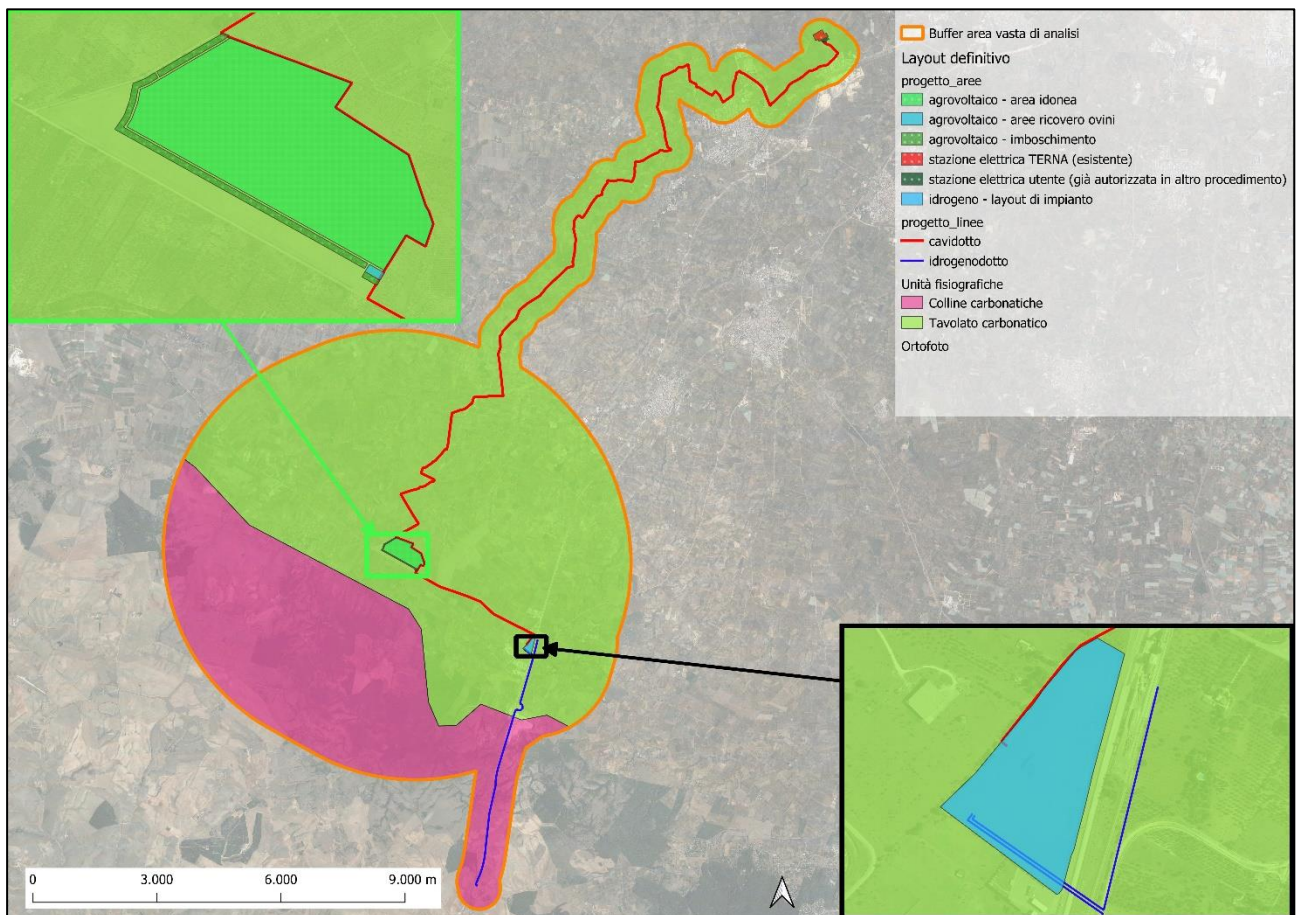 Buffer area vasta di analisi
Layout definitivo
progetto_aree
agrovoltaico - area idonea
agrovoltaico - aree ricovero ovini
agrovoltaico - imboschimento
stazione elettrica TERNA (esistente)
stazione elettrica utente (già autorizzata in altro procedimento)
idrogeno - layout di impianto
progetto_linee
cavidotto
idrogenodotto
Unità fisiografiche
Colline carbonatiche
Tavolato carbonatico
Ortofoto
0 3.000 6.000 9.000 m